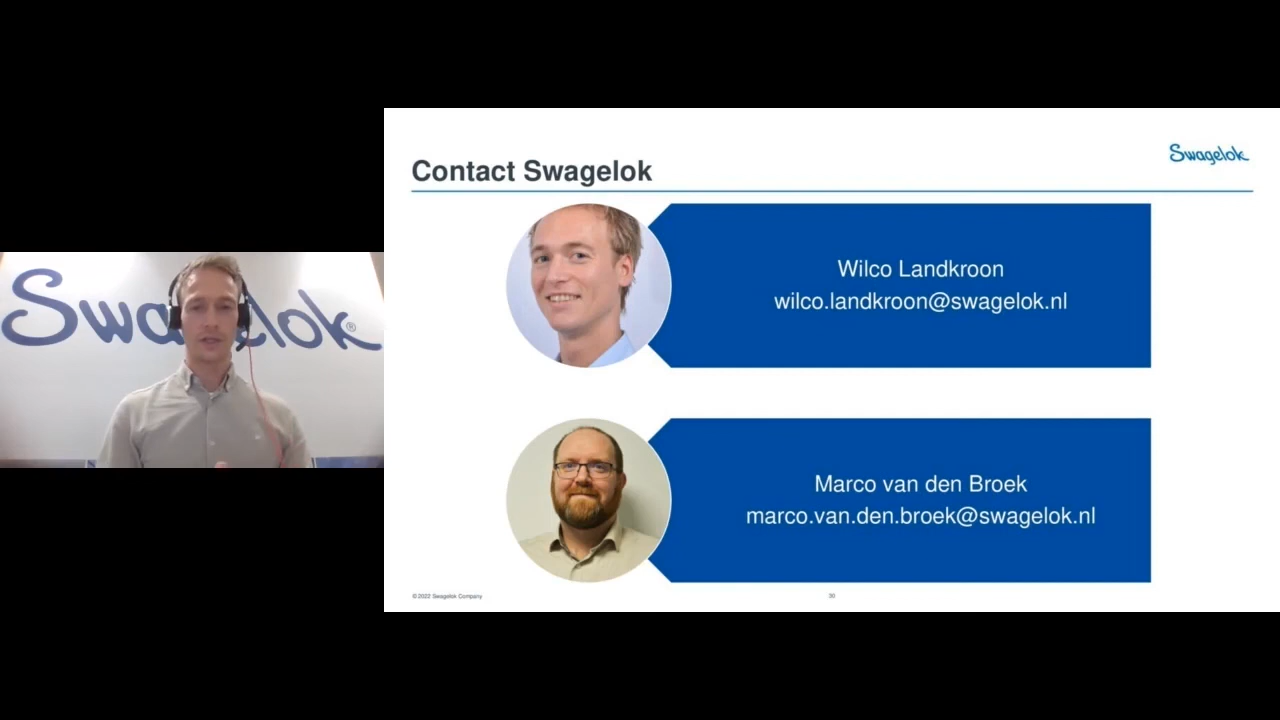 Swagelok
Contact Swagelok
Wilco Landkroon
wilco.landkroon@swagelok.nl
Swagelok®
Marco van den Broek
marco.van.den.broek@swagelok.nl
©2022 Swagelok Company
30